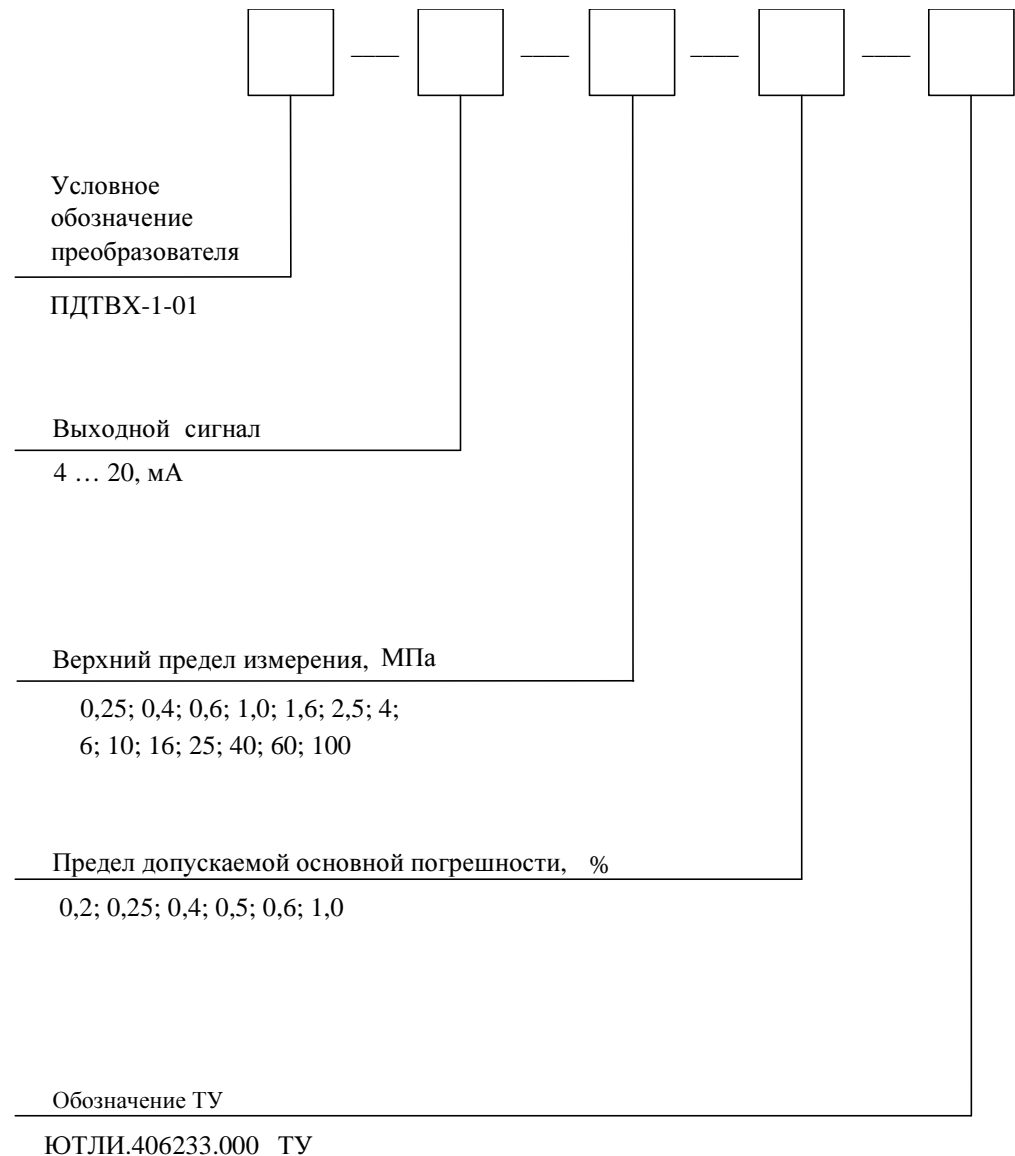 Условное
обозначение
преобразователя
ПДТВХ-1-01
Выходной сигнал
4 … 20, мА
Верхний предел измерения, МПа
0,25; 0,4; 0,6; 1,0; 1,6; 2,5; 4;
6; 10; 16; 25; 40; 60; 100
Предел допускаемой основной погрешности, %
0,2; 0,25; 0,4; 0,5; 0,6; 1,0
Обозначение ТУ
ЮТЛИ.406233.000 ТУ